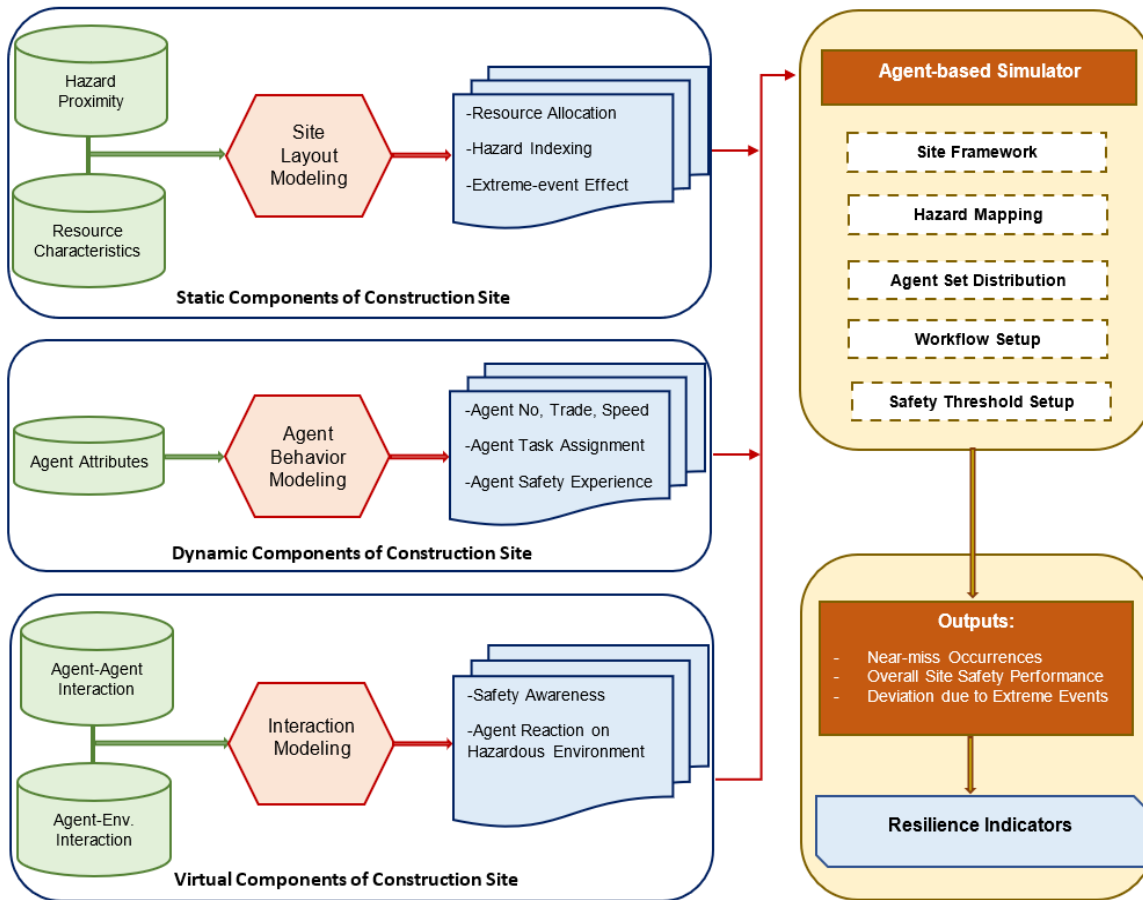 Hazard
Proximity
Resource
Characteristics
Site
Layout
Modeling
-Resource Allocation
-Hazard Indexing
-Extreme-event Effect
Static Components of Construction Site
Agent Attributes
Agent
Behavior
Modeling
-Agent No, Trade, Speed
-Agent Task Assignment
-Agent Safety Experience
Dynamic Components of Construction Site
Agent-Agent
Interaction
Agent-Env.
Interaction
Interaction
Modeling
-Safety Awareness
-Agent Reaction on
Hazardous Environment
Virtual Components of Construction Site
Agent-based Simulator
Site Framework
Hazard Mapping
Agent Set Distribution
Workflow Setup
Safety Threshold Setup
Outputs:
- Near-miss Occurrences
- Overall Site Safety Performance
- Deviation due to Extreme Events
Resilience Indicators